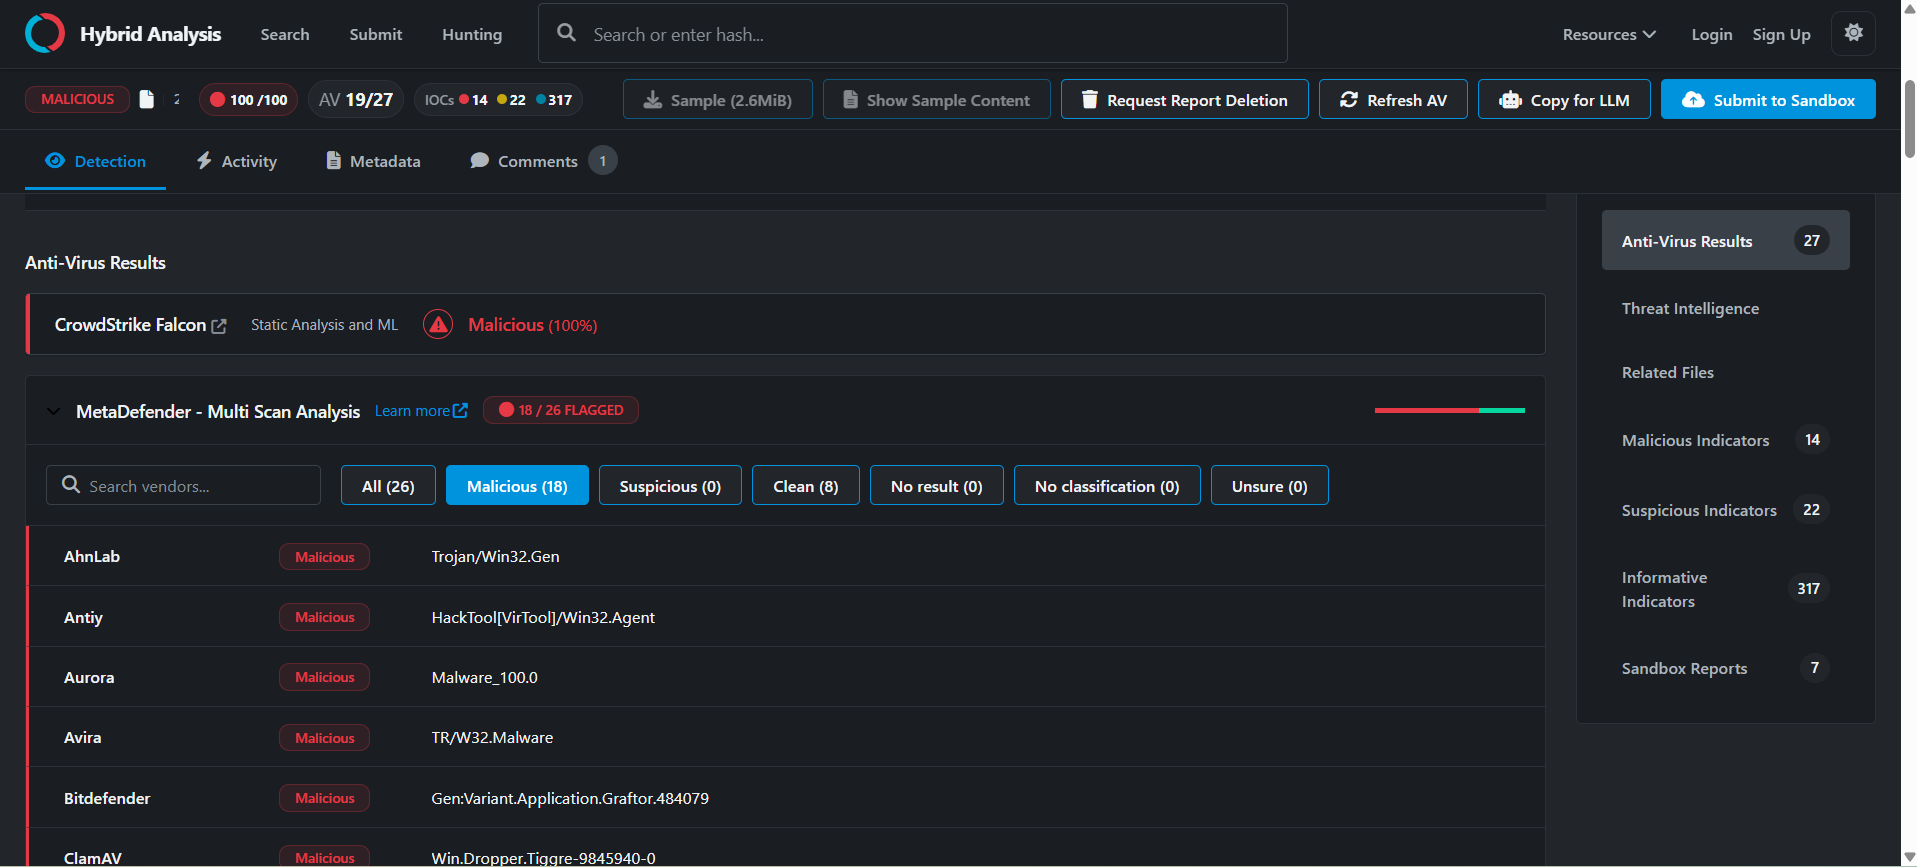 Hybrid Analysis Search Submit Hunting Search or enter hash... Resources Login Sign Up
MALICIOUS 100 /100 AV 19/27 IOCs 14 22 317 Sample (2.6MiB) Show Sample Content Request Report Deletion Refresh AV Copy for LLM Submit to Sandbox
Detection Activity Metadata Comments 1
Anti-Virus Results
CrowdStrike Falcon Static Analysis and ML Malicious (100%)
MetaDefender - Multi Scan Analysis Learn more 18 / 26 FLAGGED
Search vendors... All (26) Malicious (18) Suspicious (0) Clean (8) No result (0) No classification (0) Unsure (0)
AhnLab Malicious Trojan/Win32.Gen
Antiy Malicious HackTool[VirTool]/Win32.Agent
Aurora Malicious Malware_100.0
Avira Malicious TR/W32.Malware
Bitdefender Malicious Gen:Variant.Application.Graftor.484079
ClamAV Malicious Win.Dropper.Tiggre-9845940-0
Anti-Virus Results 27
Threat Intelligence
Related Files
Malicious Indicators 14
Suspicious Indicators 22
Informative
Indicators 317
Sandbox Reports 7